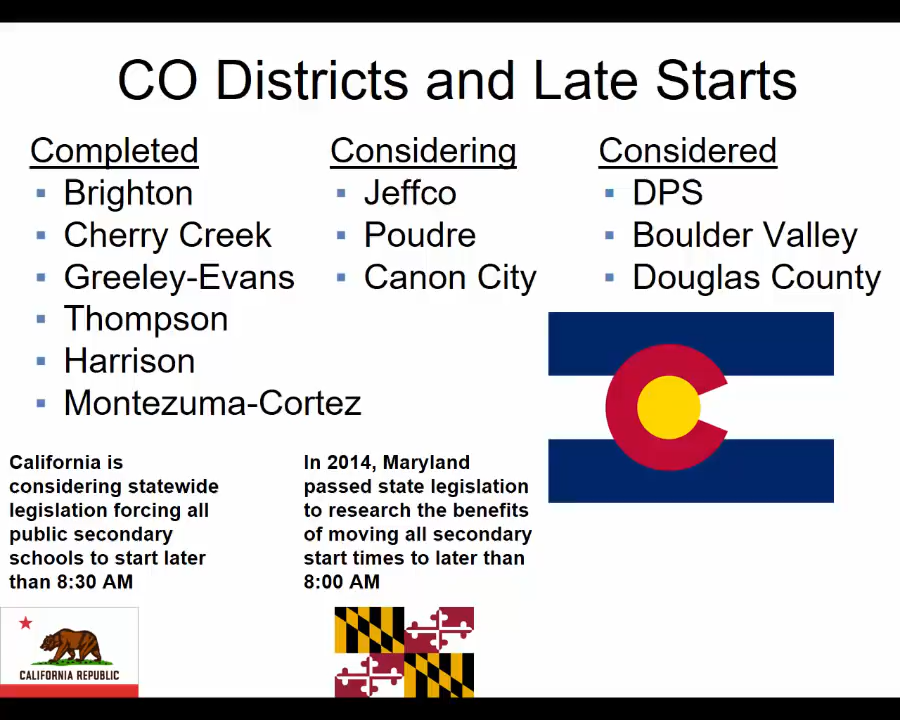 CO Districts and Late Starts
Completed
Brighton
Cherry Creek
Greeley-Evans
Thompson
Harrison
Montezuma-Cortez
Considering
Jeffco
Poudre
Canon City
Considered
DPS
Boulder Valley
Douglas County
California is
considering statewide
legislation forcing all
public secondary
schools to start later
than 8:30 AM
In 2014, Maryland
passed state legislation
to research the benefits
of moving all secondary
start times to later than
8:00 AM
CALIFORNIA REPUBLIC